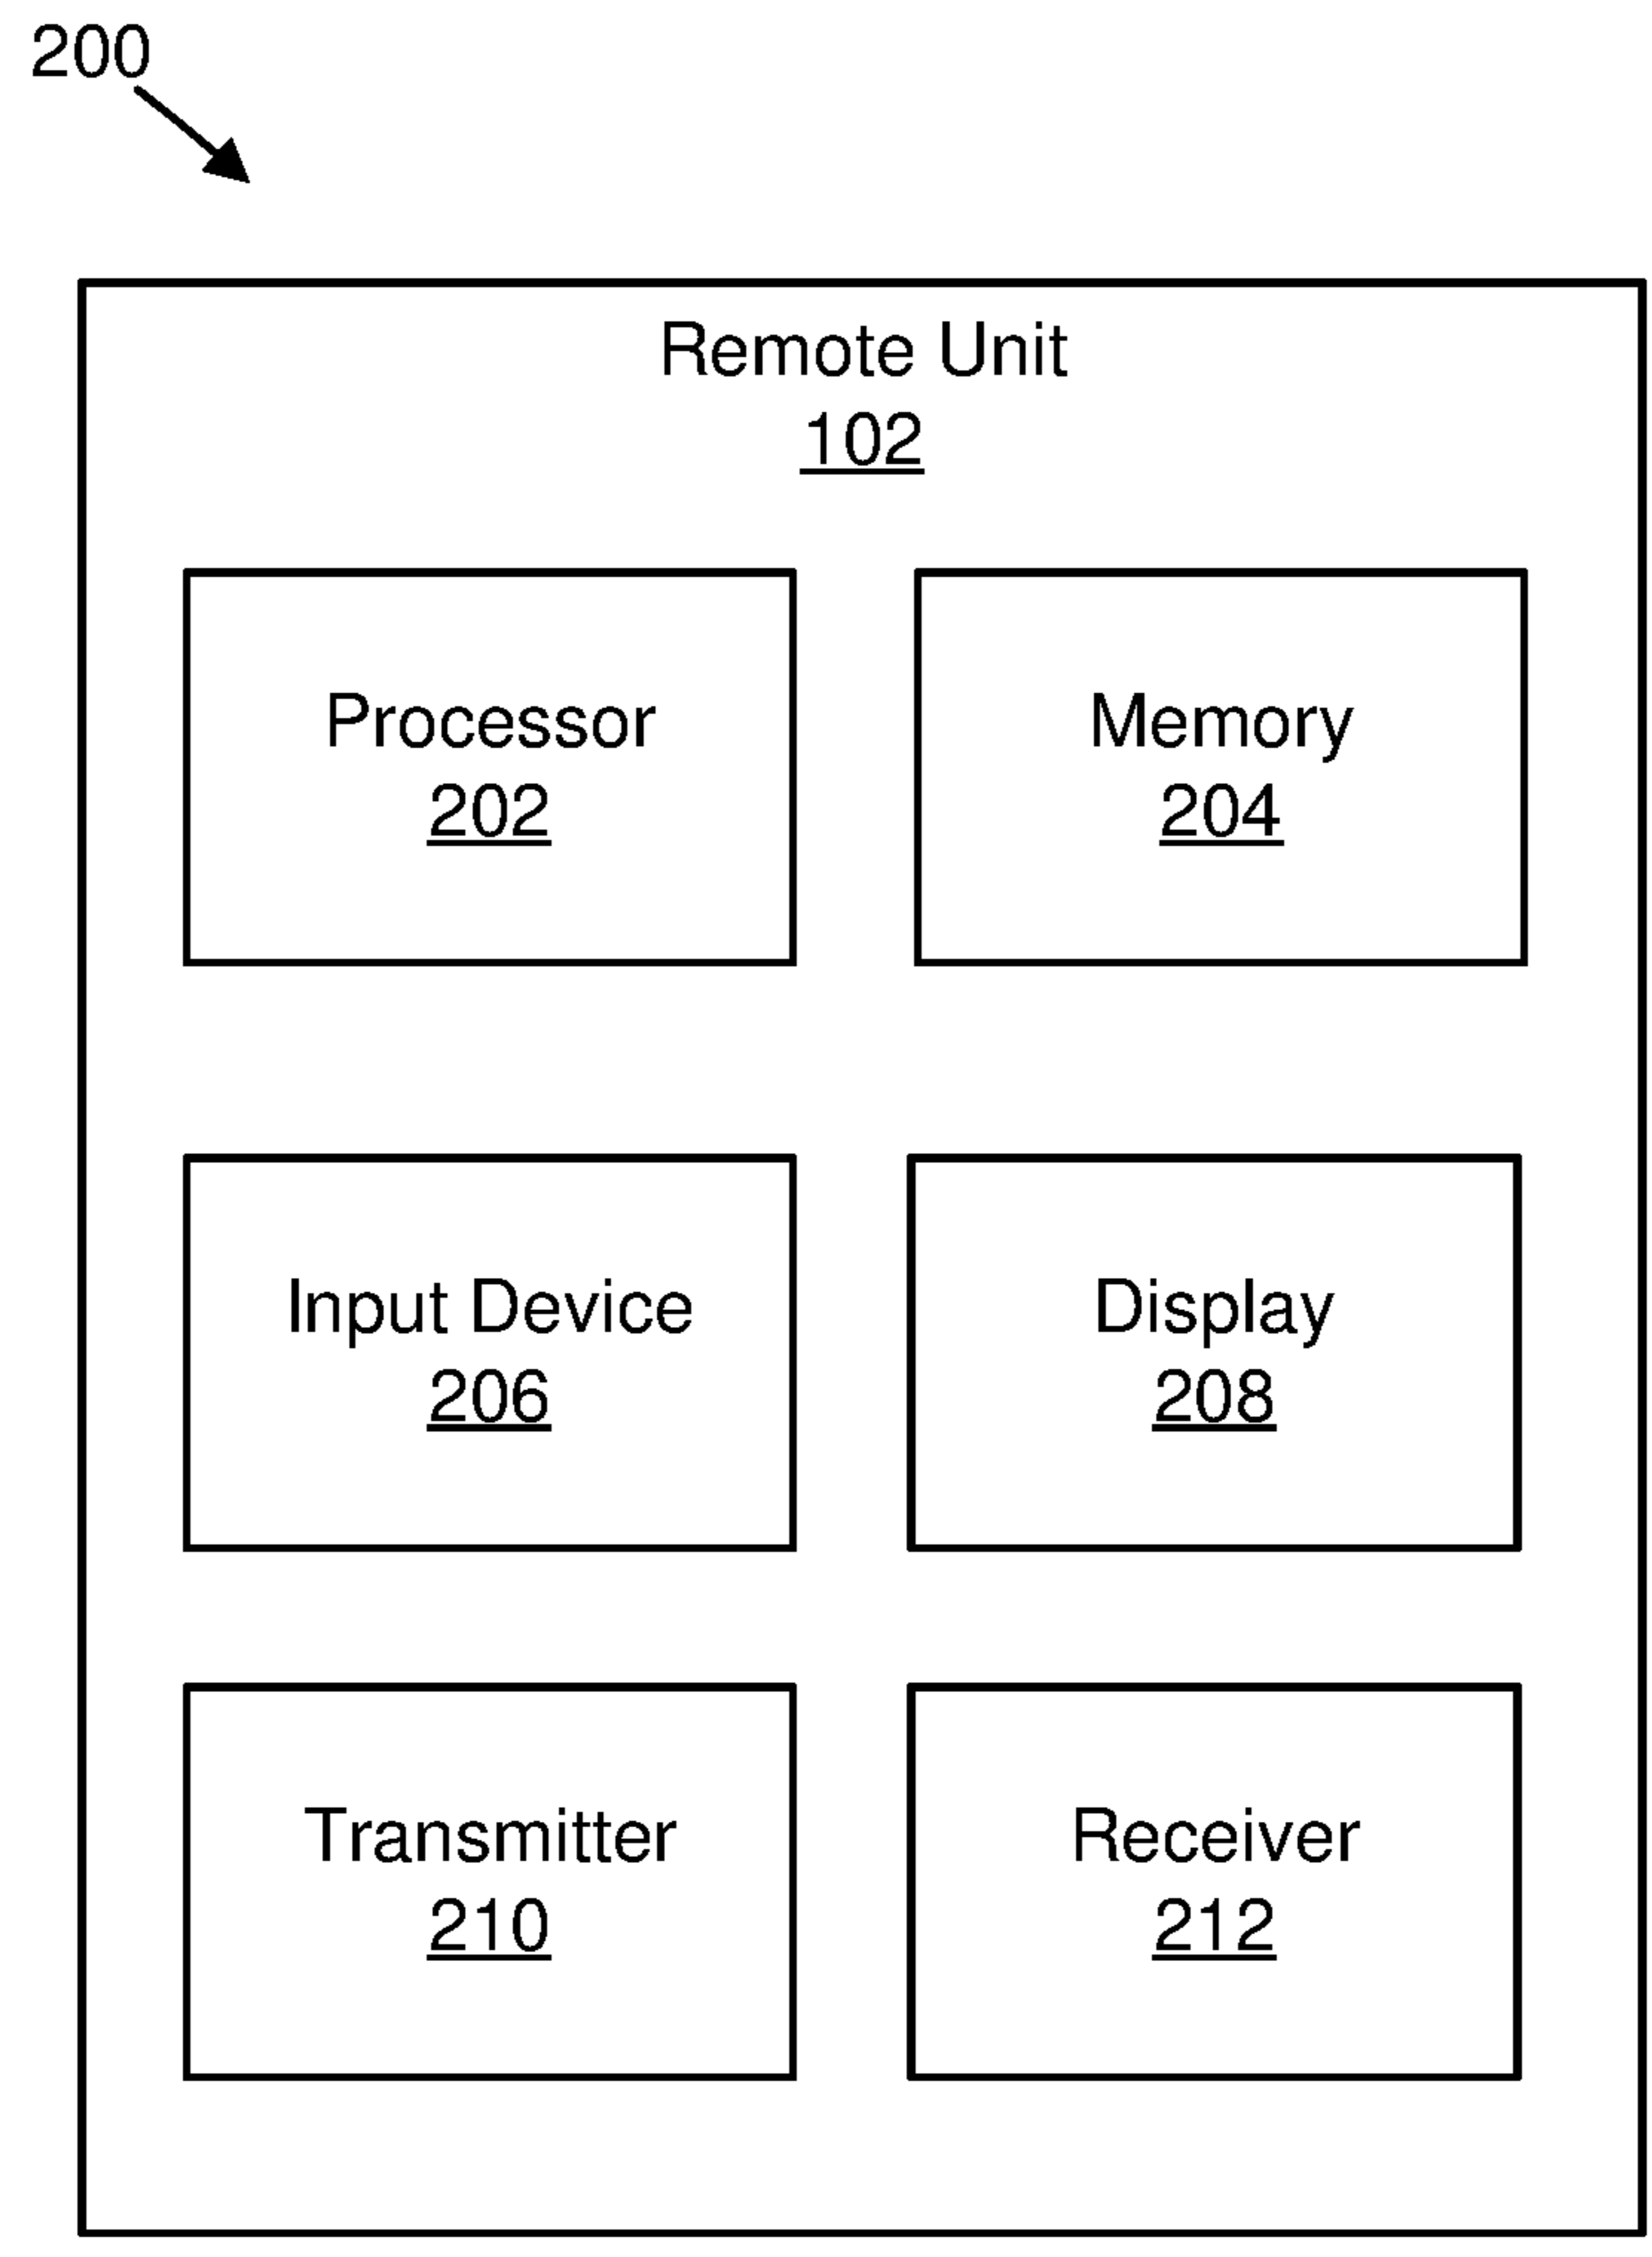 200
Remote Unit
102
Processor
202
Memory
204
Input Device
206
Display
208
Transmitter
210
Receiver
212